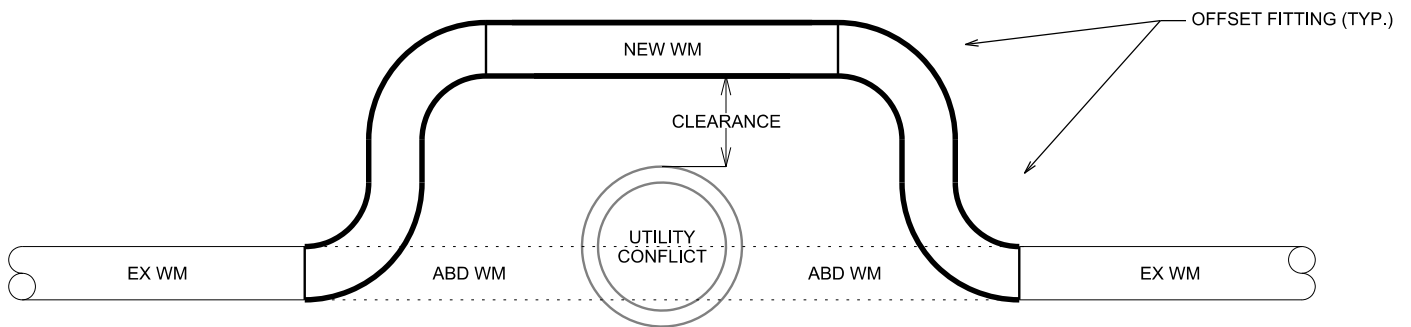 OFFSET FITTING (TYP.)
NEW WM
CLEARANCE
UTILITY
CONFLICT
EX WM
ABD WM
ABD WM
EX WM